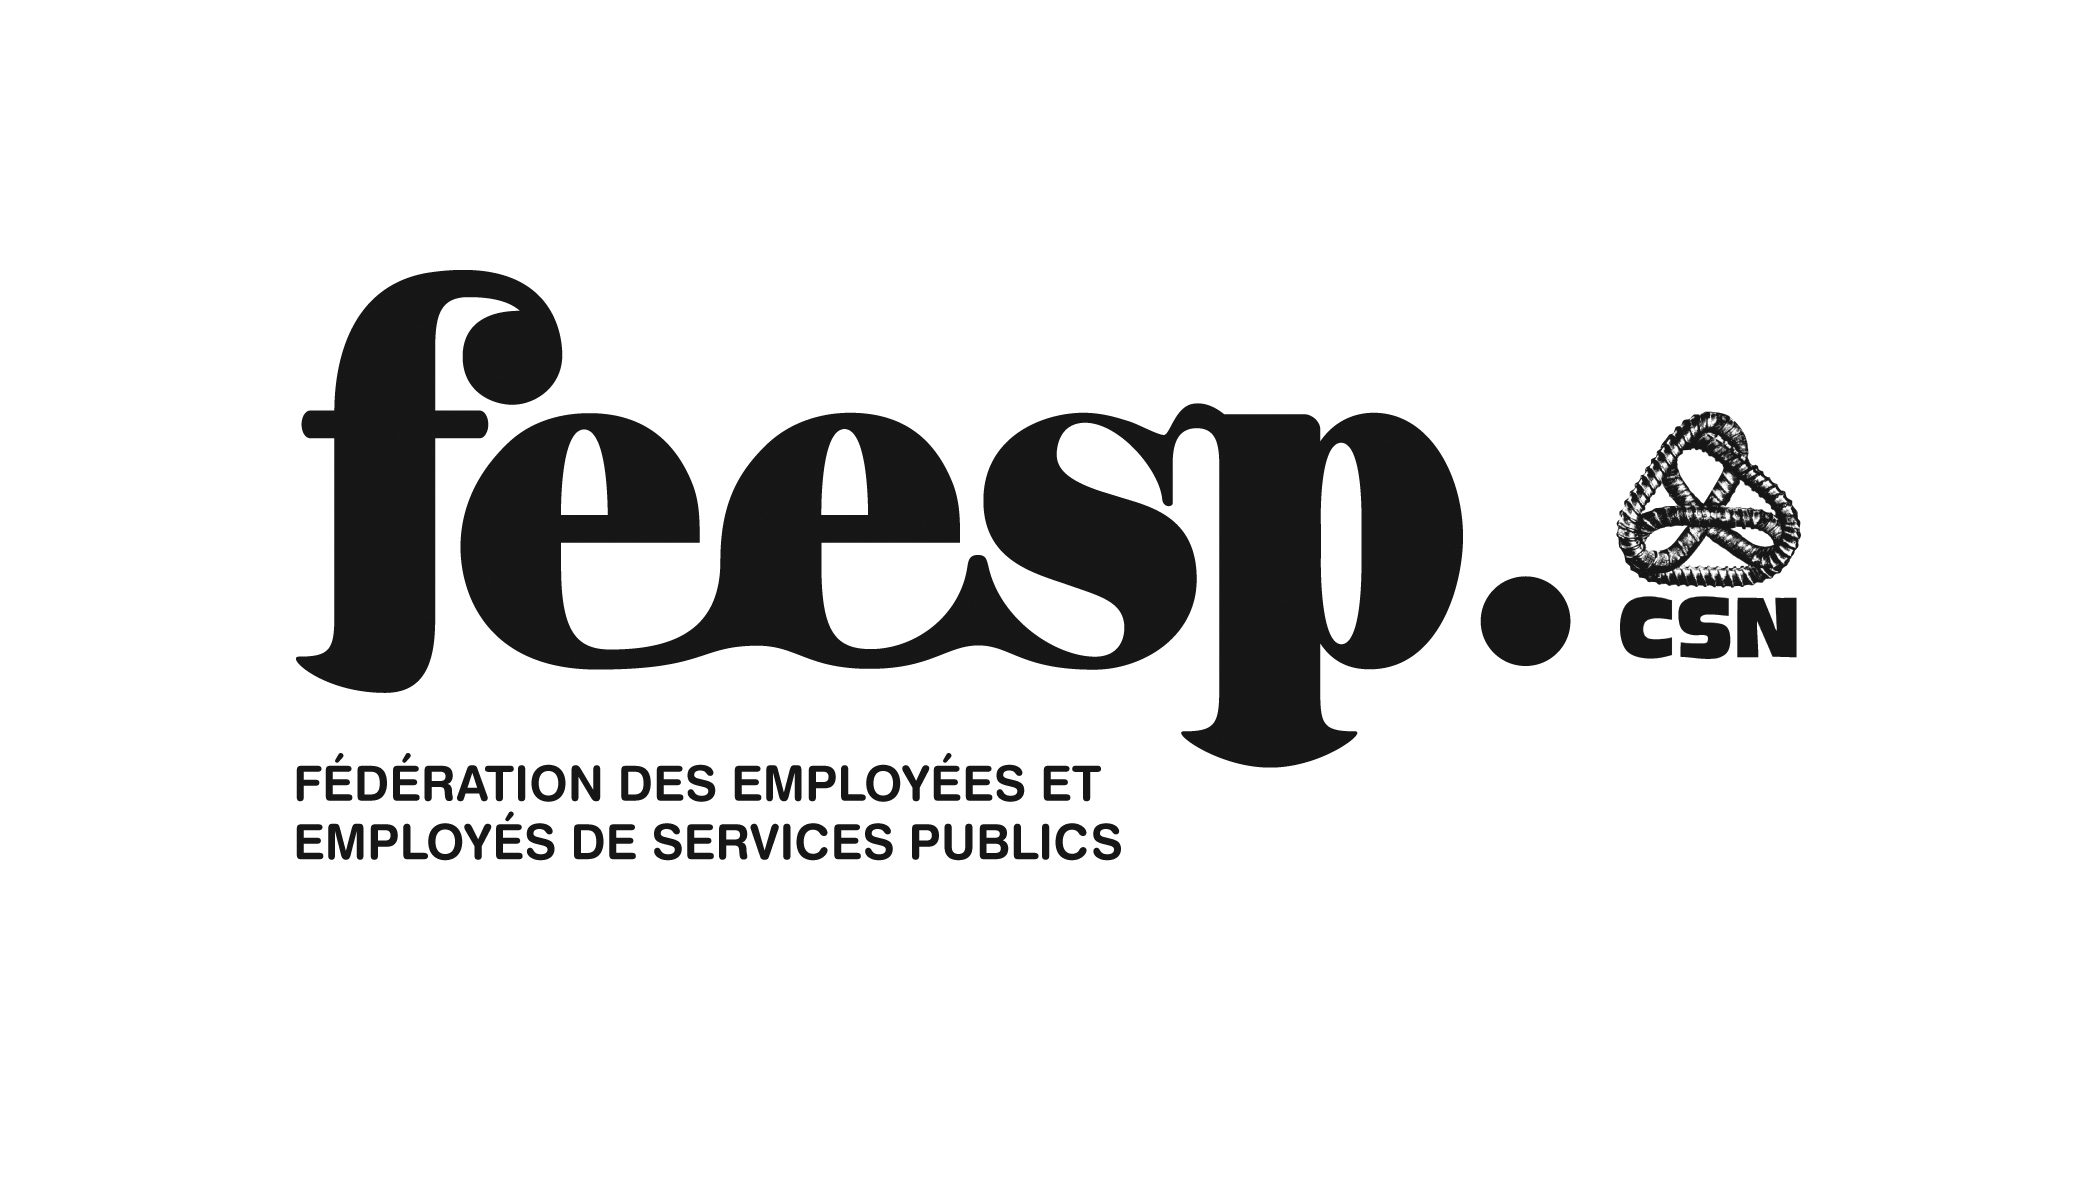 feesp.
CSN
FÉDÉRATION DES EMPLOYÉES ET
EMPLOYÉS DE SERVICES PUBLICS